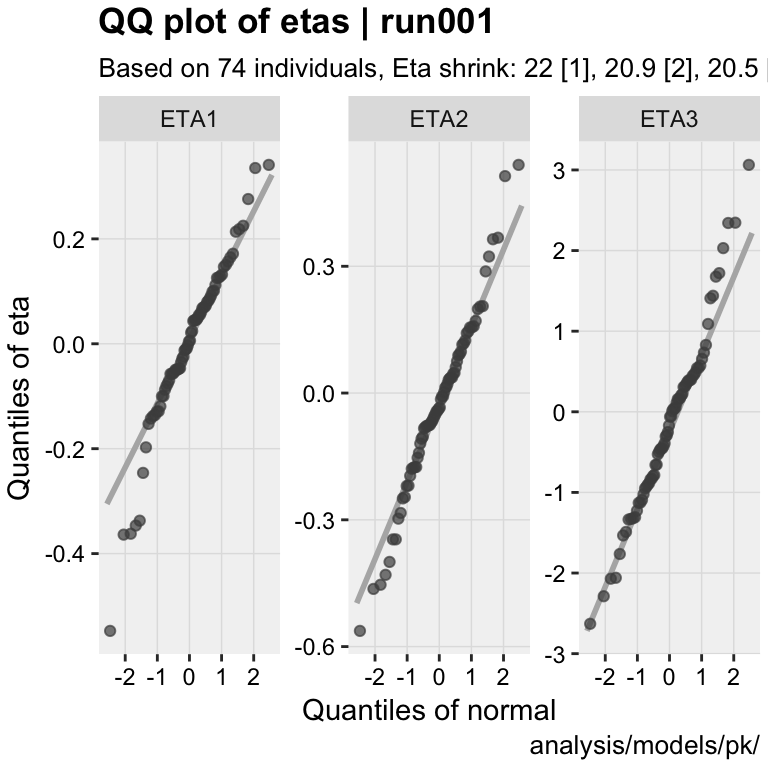 QQ plot of etas | run001
Based on 74 individuals, Eta shrink: 22 [1], 20.9 [2], 20.5 [
ETA1 ETA2 ETA3
0.2
0.0
-0.2
-0.4
0.3
0.0
-0.3
-0.6
3
2
1
0
-1
-2
-3
-2 -1 0 1 2
-2 -1 0 1 2
-2 -1 0 1 2
Quantiles of eta
Quantiles of normal
analysis/models/pk/